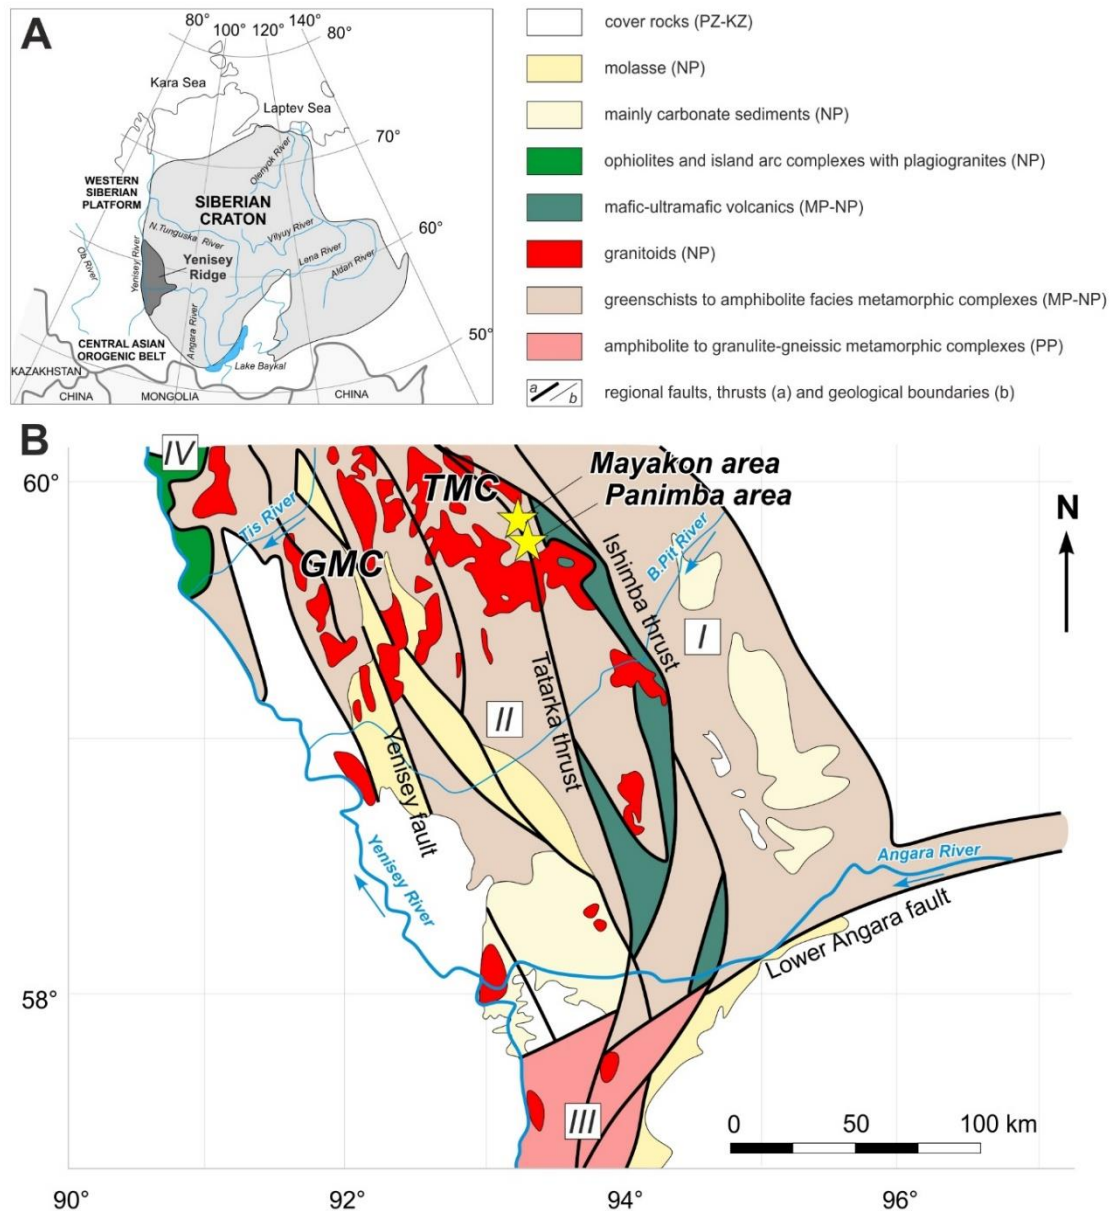 A
80°
100°
120°
140°
80°
Kara Sea
Laptev Sea
70°
Olenyok River
WESTERN
SIBERIAN
PLATFORM
SIBERIAN
CRATON
N.Tunguska River
Vilyuy River
60°
Ob River
Yenisey River
Yenisey
Ridge
Lena River
Aldan River
Angara River
50°
CENTRAL ASIAN
OROGENIC BELT
Lake Baykal
KAZAKHSTAN
CHINA
MONGOLIA
CHINA
cover rocks (PZ-KZ)
molasse (NP)
mainly carbonate sediments (NP)
ophiolites and island arc complexes with plagiogranites (NP)
mafic-ultramafic volcanics (MP-NP)
granitoids (NP)
greenschists to amphibolite facies metamorphic complexes (MP-NP)
amphibolite to granulite-gneissic metamorphic complexes (PP)
a
b
regional faults, thrusts (a) and geological boundaries (b)
B
60°
IV
TMC
Mayakon area
Panimba area
N
Tis River
GMC
Ishimba thrust
B.Pit River
I
II
Tatarka thrust
Yenisey fault
Yenisey River
Angara River
Lower Angara fault
58°
III
0
50
100 km
90°
92°
94°
96°